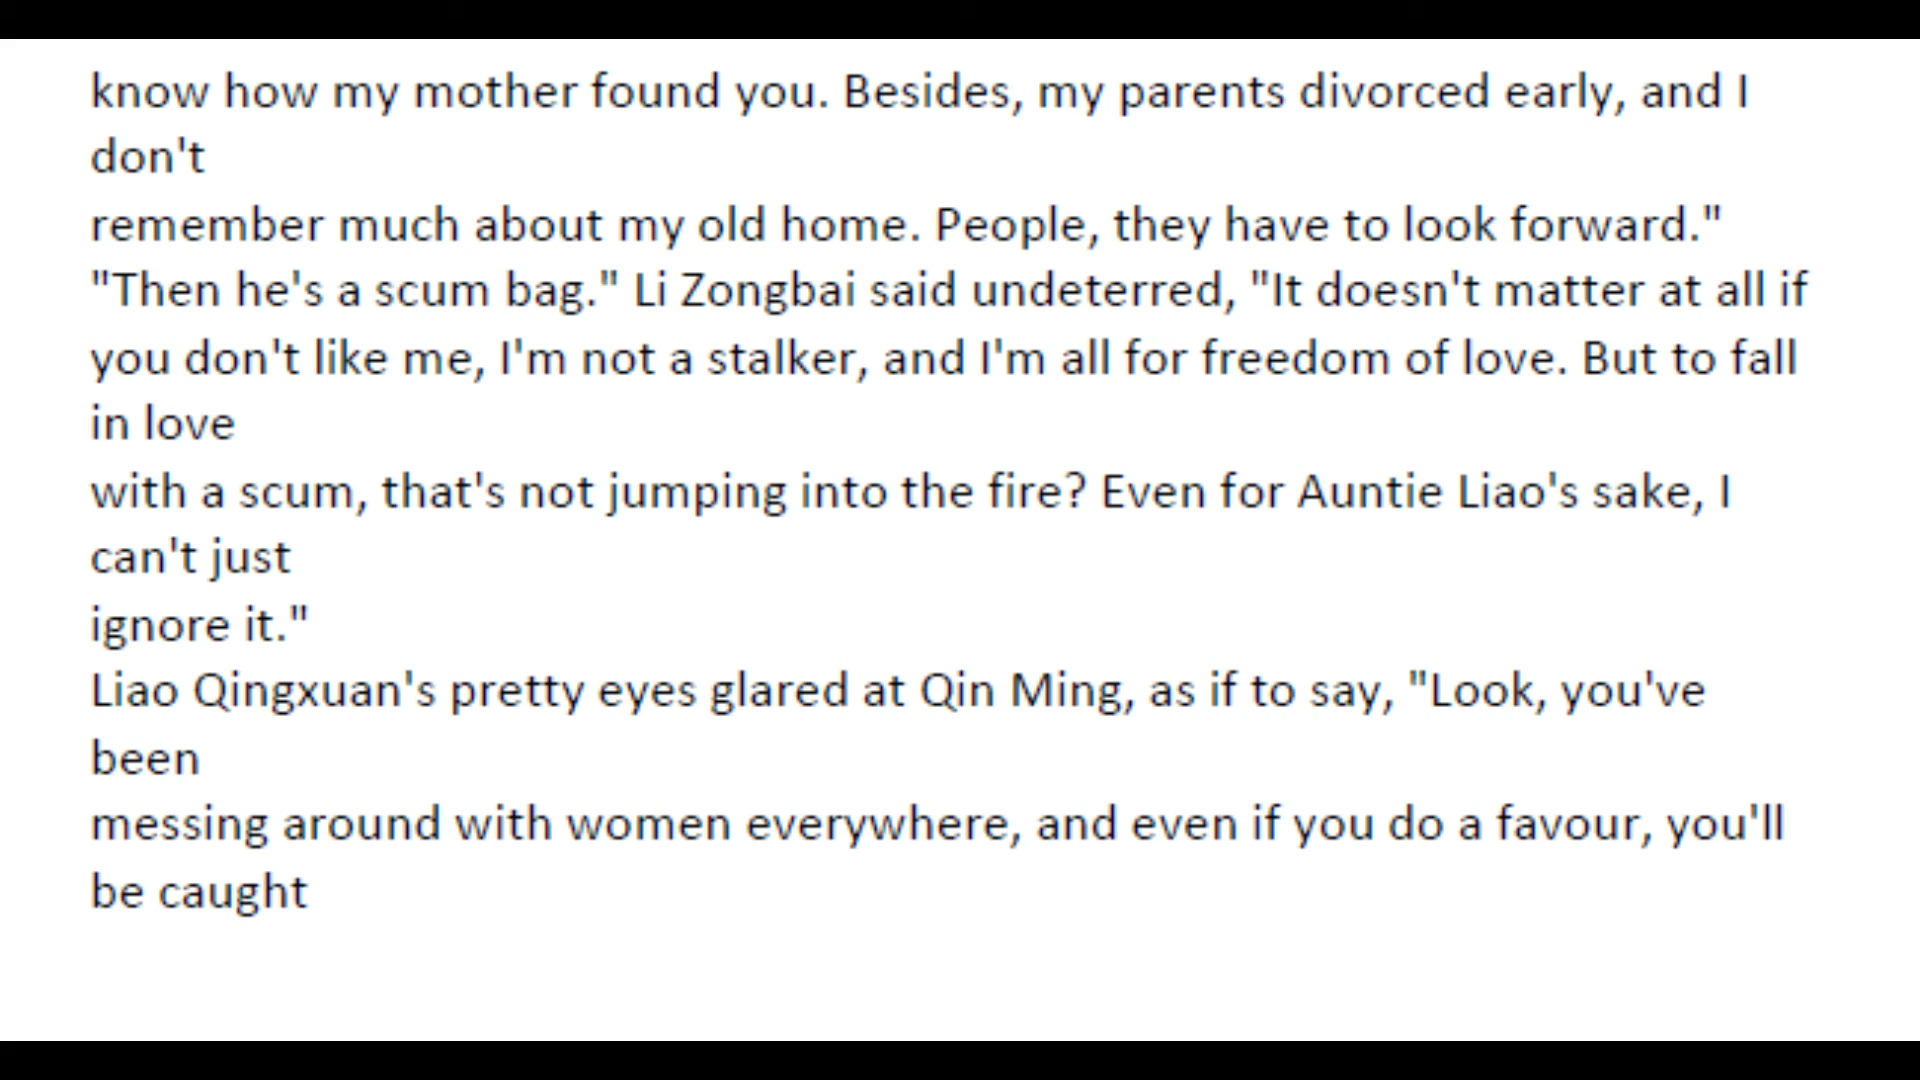 know how my mother found you. Besides, my parents divorced early, and I
don't
remember much about my old home. People, they have to look forward."
"Then he's a scum bag." Li Zongbai said undeterred, "It doesn't matter at all if
you don't like me, I'm not a stalker, and I'm all for freedom of love. But to fall
in love
with a scum, that's not jumping into the fire? Even for Auntie Liao's sake, I
can't just
ignore it."
Liao Qingxuan's pretty eyes glared at Qin Ming, as if to say, "Look, you've
been
messing around with women everywhere, and even if you do a favour, you'll
be caught